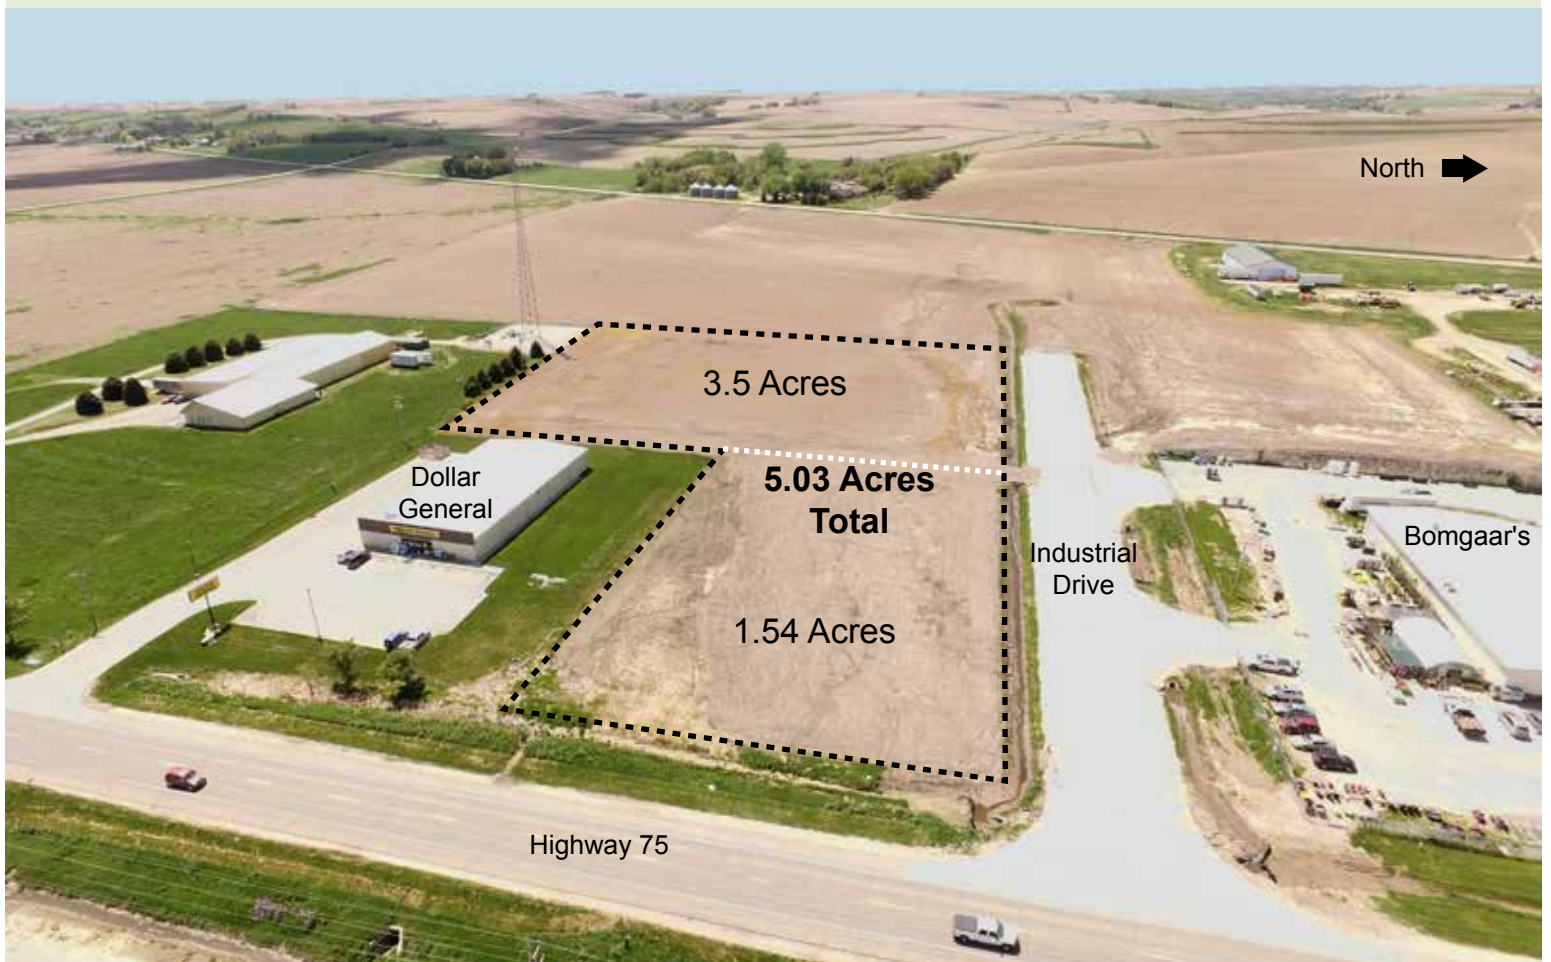 North
3.5 Acres
Dollar
General
5.03 Acres
Total
Bomgaar's
Industrial
Drive
1.54 Acres
Highway 75